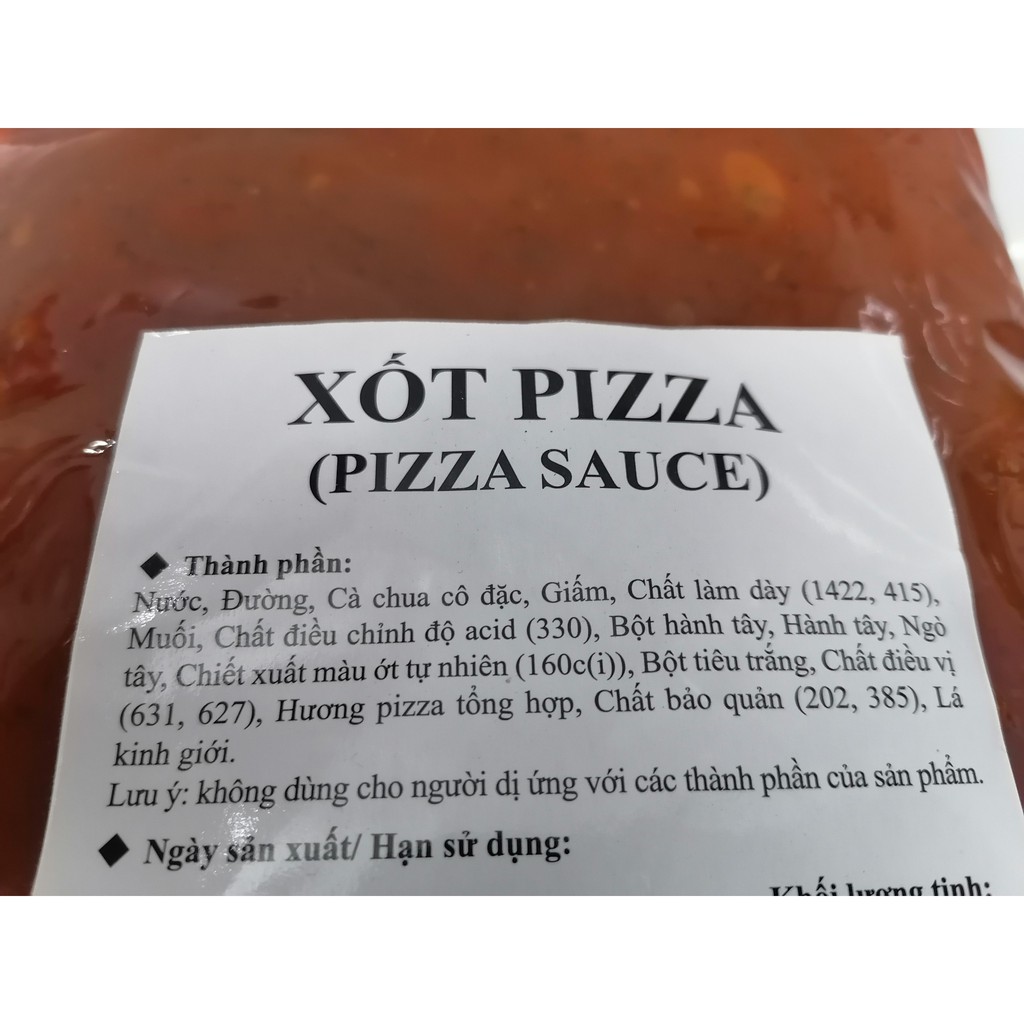 XỐT PIZZA
(PIZZA SAUCE)
◆ Thành phần:
Nước, Đường, Cà chua cô đặc, Giấm, Chất làm dày (1422, 415),
Muối, Chất điều chỉnh độ acid (330), Bột hành tây, Hành tây, Ngò
tây, Chiết xuất màu ớt tự nhiên (160c(i)), Bột tiêu trắng, Chất điều vị
(631, 627), Hương pizza tổng hợp, Chất bảo quản (202, 385), Lá
kinh giới.
Lưu ý: không dùng cho người dị ứng với các thành phần của sản phẩm.
◆ Ngày sản xuất/ Hạn sử dụng:
Khối lượng tịnh: